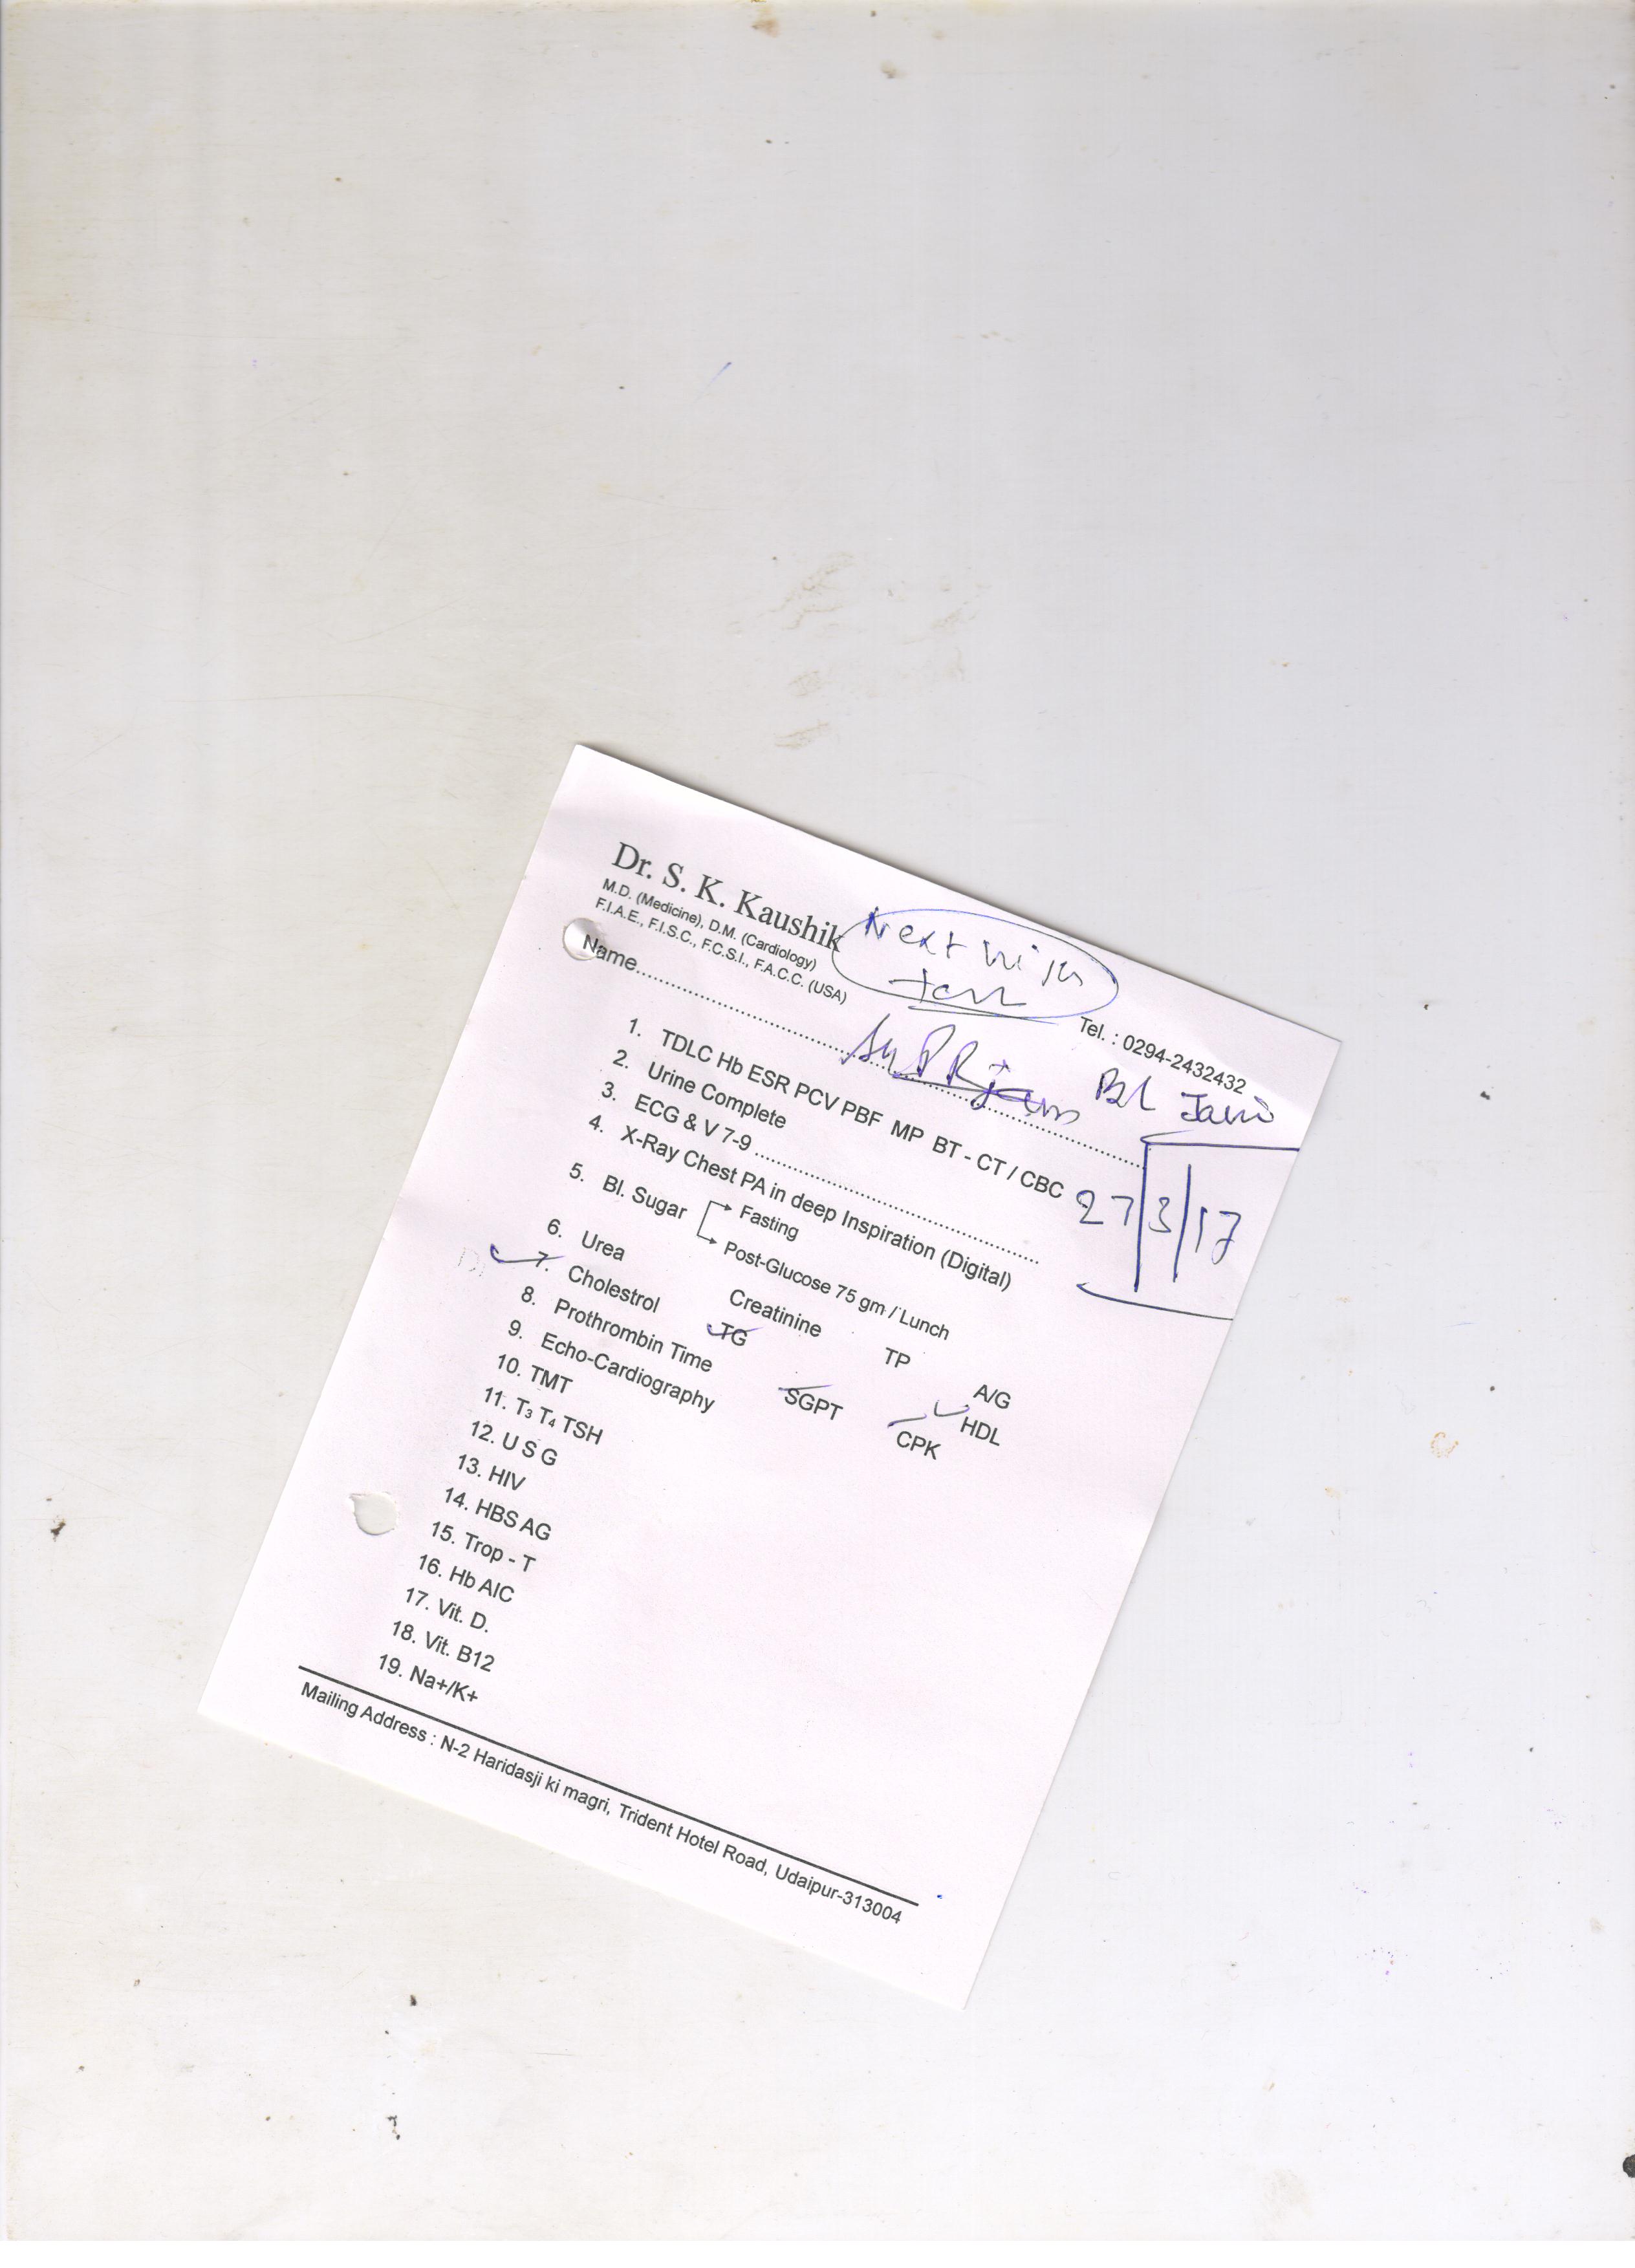 Dr. S. K. Kaushik
M.D. (Medicine), D.M. (Cardiology)
F.I.A.E., F.I.S.C., F.C.S.I., F.A.C.C. (USA)
Next
Tel. : 0294-2432432
Name
27/3/17
1. TDLC Hb ESR PCV PBF MP BT - CT / CBC
2. Urine Complete
3. ECG & V 7-9
4. X-Ray Chest PA in deep Inspiration (Digital)
5. Bl. Sugar Fasting
Post-Glucose 75 gm / Lunch
6. Urea Creatinine TP A/G
7. Cholestrol TG HDL
8. Prothrombin Time SGPT CPK
9. Echo-Cardiography
10. TMT
11. T₃ T₄ TSH
12. U S G
13. HIV
14. HBS AG
15. Trop - T
16. Hb AIC
17. Vit. D.
18. Vit. B12
19. Na+/K+
Mailing Address : N-2 Haridasji ki magri, Trident Hotel Road, Udaipur-313004